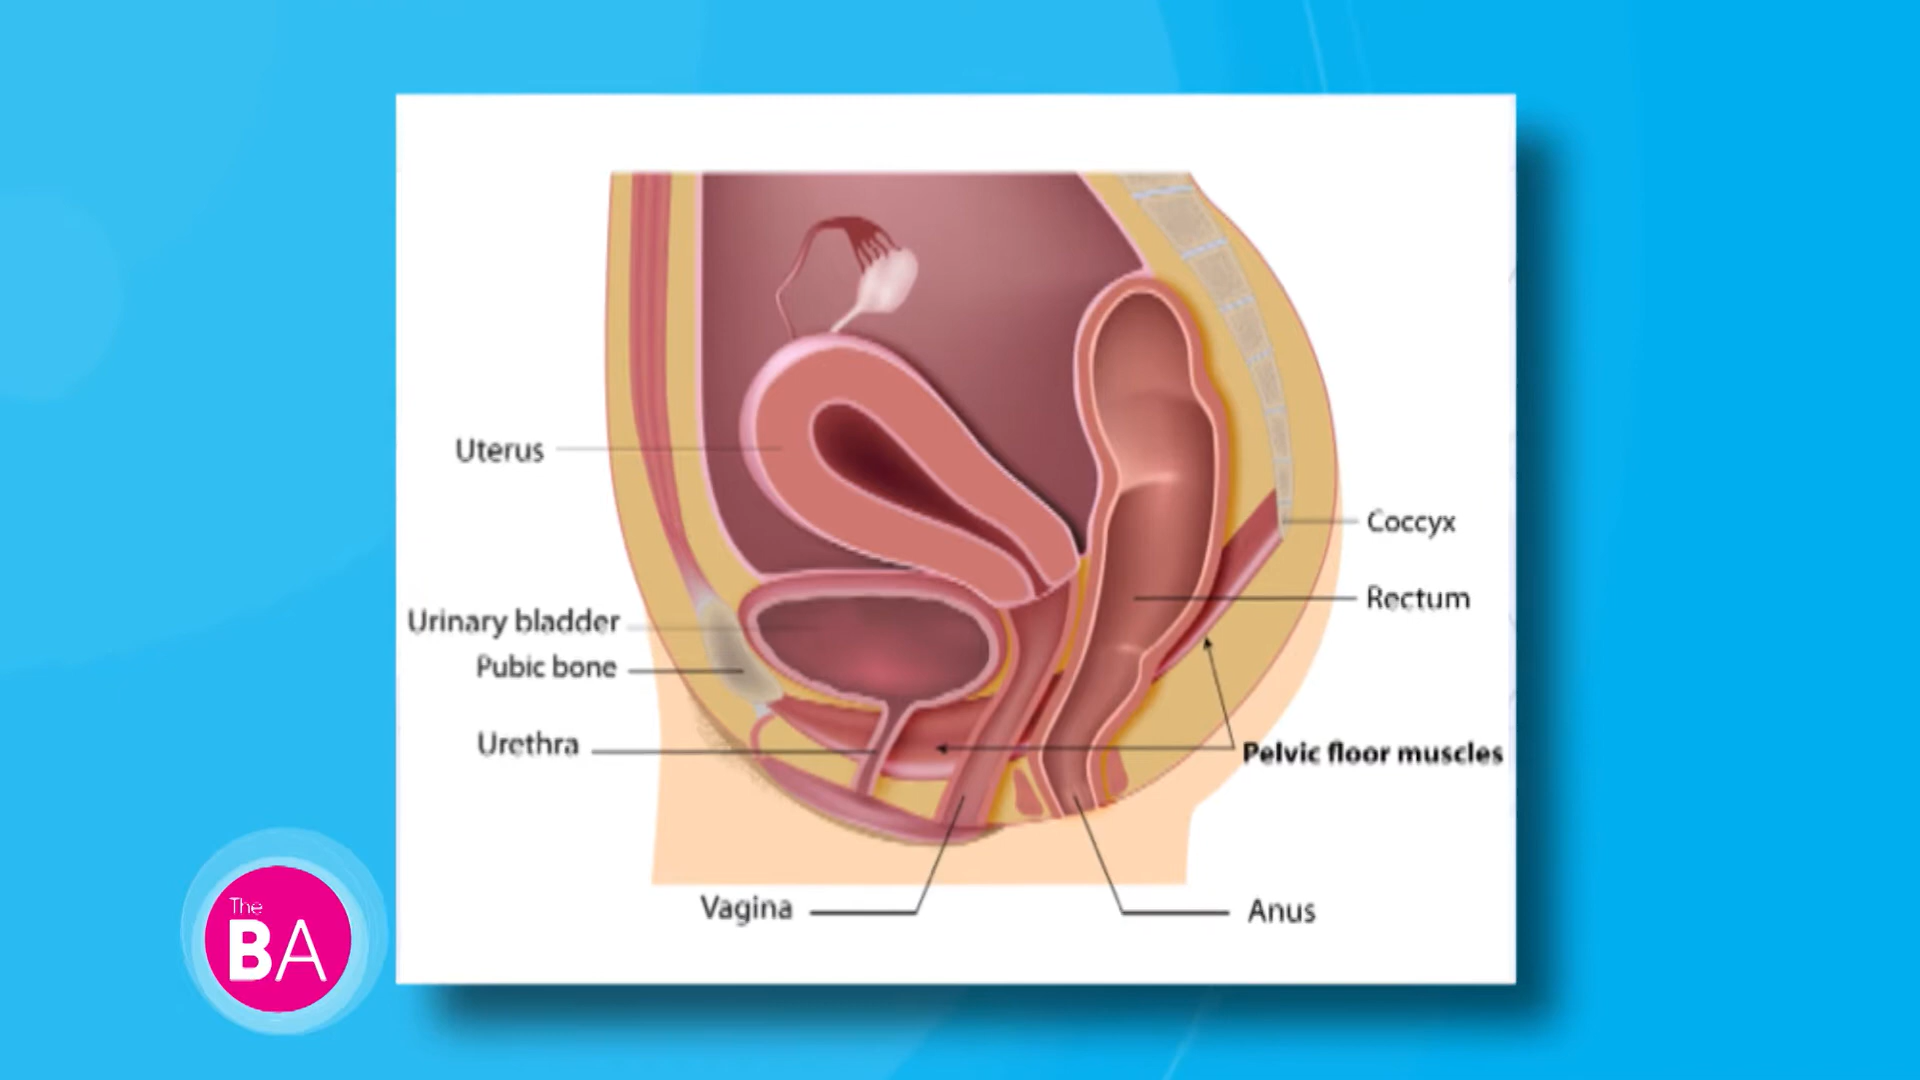 Uterus
Coccyx
Rectum
Urinary bladder
Pubic bone
Urethra
Pelvic floor muscles
Vagina
Anus
The
BA